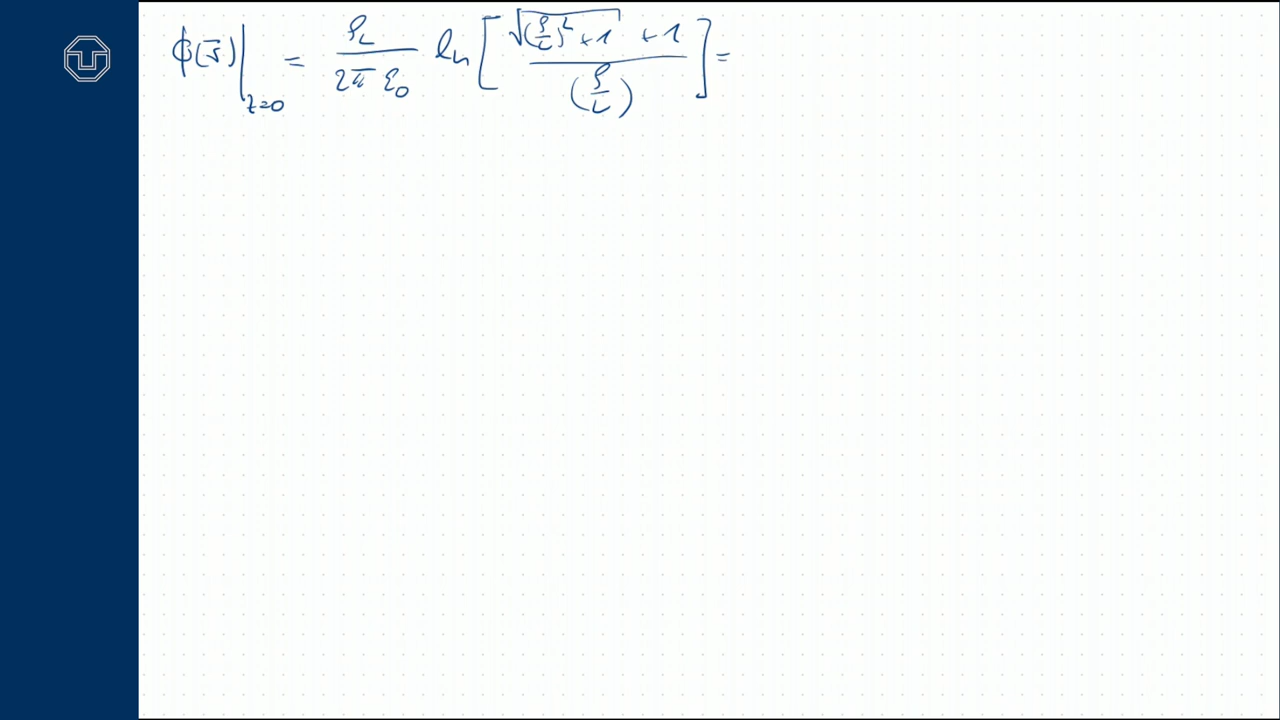 ϕ(r̄)|_{z=0} = ρ_L / (2π ε_0) ln [ (√((ρ/L)² + 1) + 1) / (ρ/L) ] =